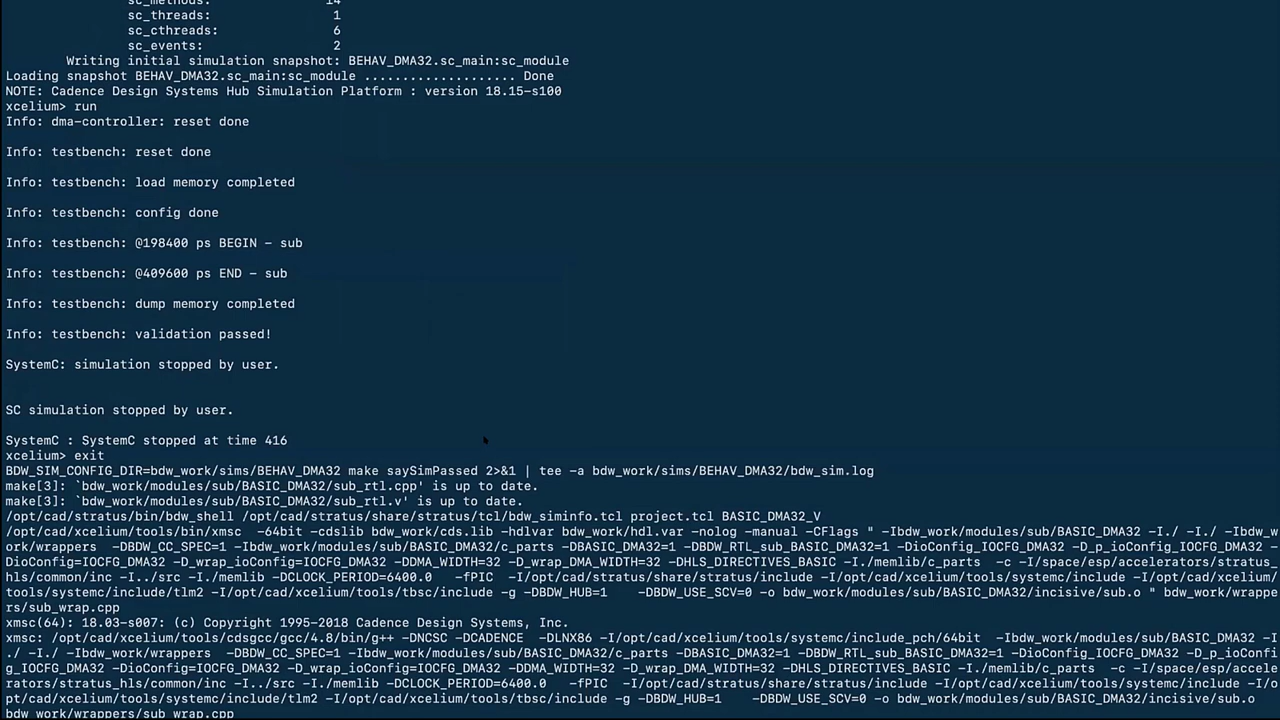 sc_methods: 14
sc_threads: 1
sc_cthreads: 6
sc_events: 2
Writing initial simulation snapshot: BEHAV_DMA32.sc_main:sc_module
Loading snapshot BEHAV_DMA32.sc_main:sc_module .................... Done
NOTE: Cadence Design Systems Hub Simulation Platform : version 18.15-s100
xcelium> run
Info: dma-controller: reset done
Info: testbench: reset done
Info: testbench: load memory completed
Info: testbench: config done
Info: testbench: @198400 ps BEGIN - sub
Info: testbench: @409600 ps END - sub
Info: testbench: dump memory completed
Info: testbench: validation passed!
SystemC: simulation stopped by user.
SC simulation stopped by user.
SystemC : SystemC stopped at time 416
xcelium> exit
BDW_SIM_CONFIG_DIR=bdw_work/sims/BEHAV_DMA32 make saySimPassed 2>&1 | tee -a bdw_work/sims/BEHAV_DMA32/bdw_sim.log
make[3]: `bdw_work/modules/sub/BASIC_DMA32/sub_rtl.cpp' is up to date.
make[3]: `bdw_work/modules/sub/BASIC_DMA32/sub_rtl.v' is up to date.
/opt/cad/stratus/bin/bdw_shell /opt/cad/stratus/share/stratus/tcl/bdw_siminfo.tcl project.tcl BASIC_DMA32_V
/opt/cad/xcelium/tools/bin/xmsc  -64bit -cdslib bdw_work/cds.lib -hdlvar bdw_work/hdl.var -nolog -manual -CFlags " -Ibdw_work/modules/sub/BASIC_DMA32 -I./ -I./ -Ibdw_w
ork/wrappers  -DBDW_CC_SPEC=1 -Ibdw_work/modules/sub/BASIC_DMA32/c_parts -DBASIC_DMA32=1 -DBDW_RTL_sub_BASIC_DMA32=1 -DioConfig_IOCFG_DMA32 -D_p_ioConfig_IOCFG_DMA32 -
DioConfig=IOCFG_DMA32 -D_wrap_ioConfig=IOCFG_DMA32 -DDMA_WIDTH=32 -D_wrap_DMA_WIDTH=32 -DHLS_DIRECTIVES_BASIC -I./memlib/c_parts  -c -I/space/esp/accelerators/stratus_
hls/common/inc -I../src -I./memlib -DCLOCK_PERIOD=6400.0   -fPIC  -I/opt/cad/stratus/share/stratus/include -I/opt/cad/xcelium/tools/systemc/include -I/opt/cad/xcelium/
tools/systemc/include/tlm2 -I/opt/cad/xcelium/tools/tbsc/include -g -DBDW_HUB=1    -DBDW_USE_SCV=0 -o bdw_work/modules/sub/BASIC_DMA32/incisive/sub.o " bdw_work/wrappe
rs/sub_wrap.cpp
xmsc(64): 18.03-s007: (c) Copyright 1995-2018 Cadence Design Systems, Inc.
xmsc: /opt/cad/xcelium/tools/cdsgcc/gcc/4.8/bin/g++ -DNCSC -DCADENCE  -DLNX86 -I/opt/cad/xcelium/tools/systemc/include_pch/64bit  -Ibdw_work/modules/sub/BASIC_DMA32 -I
./ -I./ -Ibdw_work/wrappers  -DBDW_CC_SPEC=1 -Ibdw_work/modules/sub/BASIC_DMA32/c_parts -DBASIC_DMA32=1 -DBDW_RTL_sub_BASIC_DMA32=1 -DioConfig_IOCFG_DMA32 -D_p_ioConfi
g_IOCFG_DMA32 -DioConfig=IOCFG_DMA32 -D_wrap_ioConfig=IOCFG_DMA32 -DDMA_WIDTH=32 -D_wrap_DMA_WIDTH=32 -DHLS_DIRECTIVES_BASIC -I./memlib/c_parts  -c -I/space/esp/accele
rators/stratus_hls/common/inc -I../src -I./memlib -DCLOCK_PERIOD=6400.0   -fPIC  -I/opt/cad/stratus/share/stratus/include -I/opt/cad/xcelium/tools/systemc/include -I/o
pt/cad/xcelium/tools/systemc/include/tlm2 -I/opt/cad/xcelium/tools/tbsc/include -g -DBDW_HUB=1    -DBDW_USE_SCV=0 -o bdw_work/modules/sub/BASIC_DMA32/incisive/sub.o
bdw_work/wrappers/sub_wrap.cpp